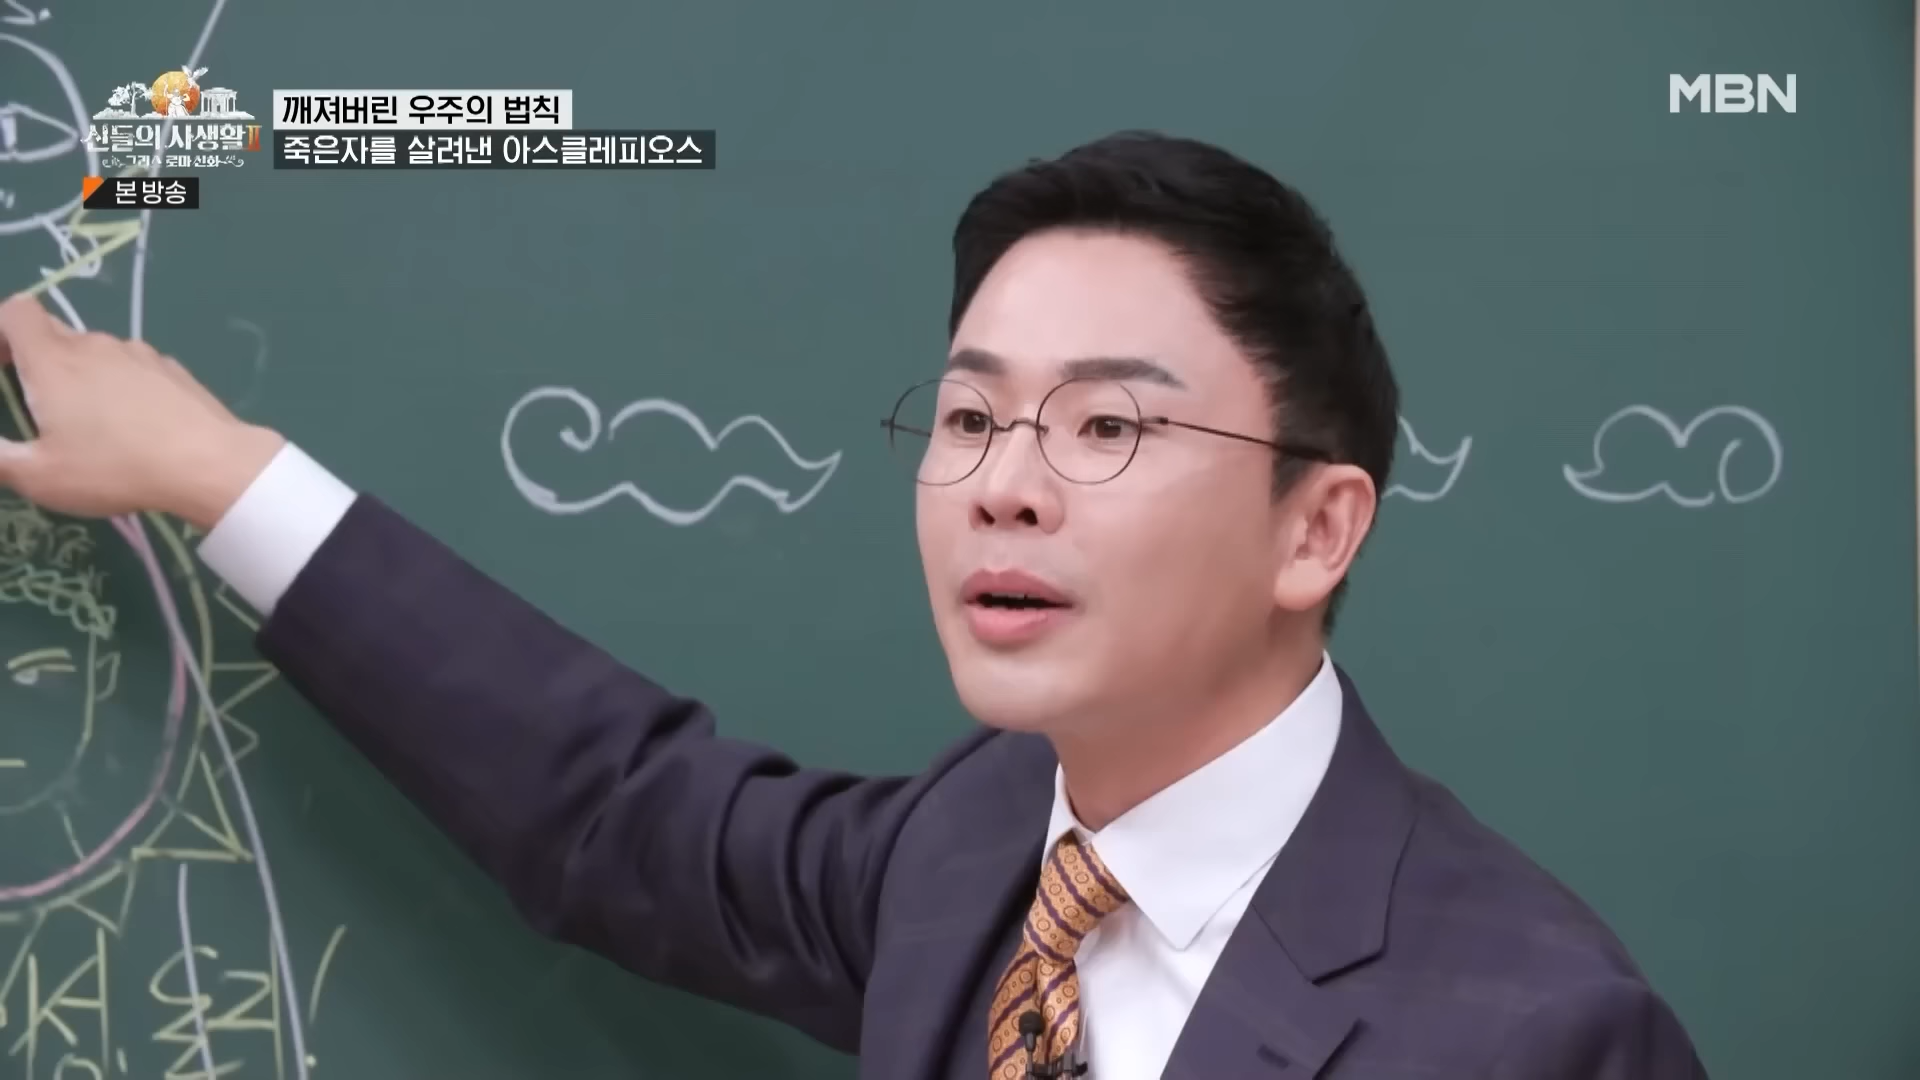 MBN
깨져버린 우주의 법칙
신들의 사생활 II
죽은자를 살려낸 아스클레피오스
그리스 로마 신화
본 방송